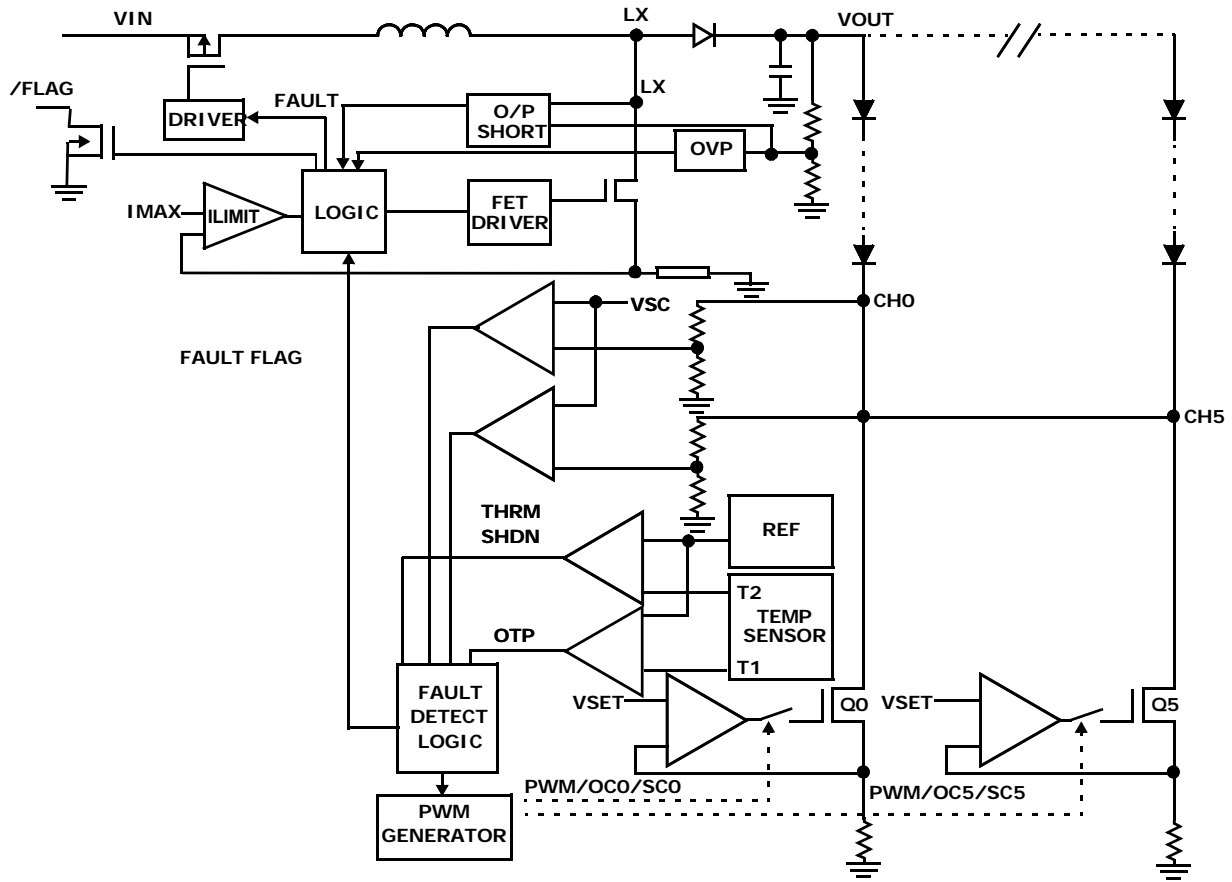 VIN
LX
VOUT
/FLAG
FAULT
LX
DRIVER
O/P
SHORT
OVP
IMAX
ILIMIT
LOGIC
FET
DRIVER
VSC
CH0
FAULT FLAG
CH5
THRM
SHDN
REF
T2
TEMP
SENSOR
OTP
T1
FAULT
DETECT
LOGIC
VSET
Q0
VSET
Q5
PWM/OC0/SC0
PWM/OC5/SC5
PWM
GENERATOR